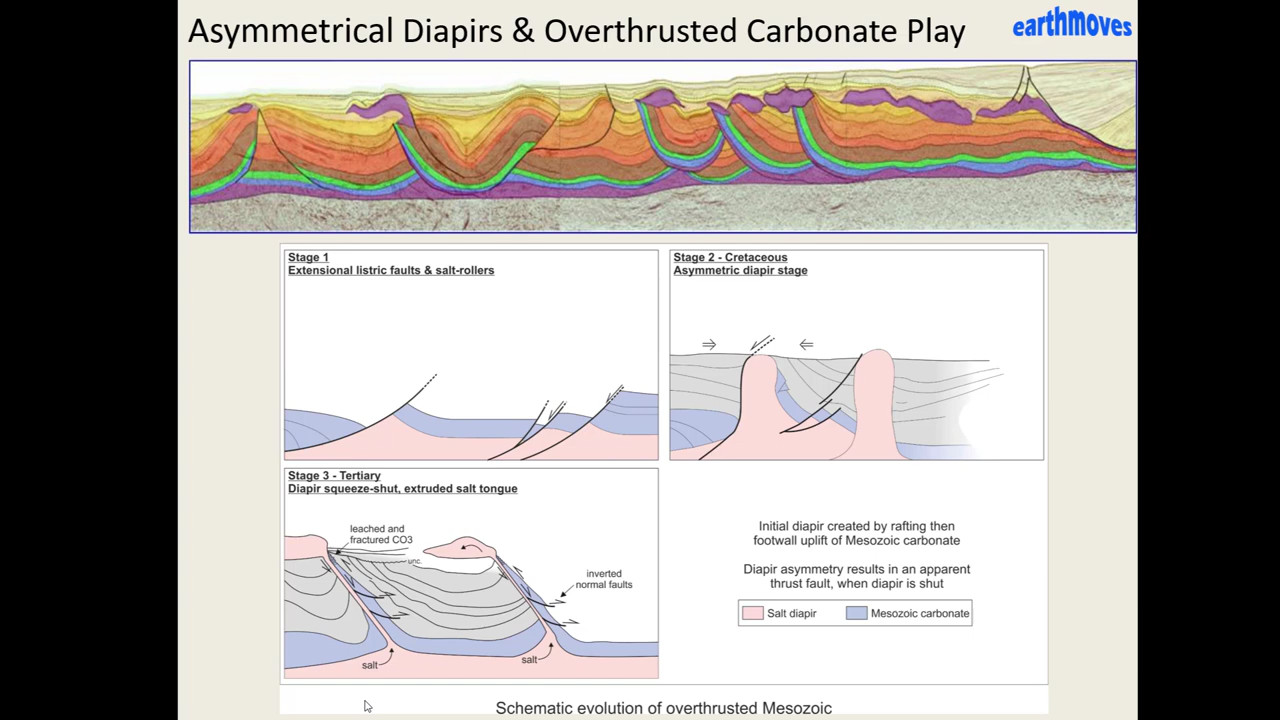 Asymmetrical Diapirs & Overthrusted Carbonate Play
earthmoves
Stage 1
Extensional listric faults & salt-rollers
Stage 2 - Cretaceous
Asymmetric diapir stage
Stage 3 - Tertiary
Diapir squeeze-shut, extruded salt tongue
leached and
fractured CO3
unc.
inverted
normal faults
salt
salt
Initial diapir created by rafting then
footwall uplift of Mesozoic carbonate
Diapir asymmetry results in an apparent
thrust fault, when diapir is shut
Salt diapir
Mesozoic carbonate
Schematic evolution of overthrusted Mesozoic